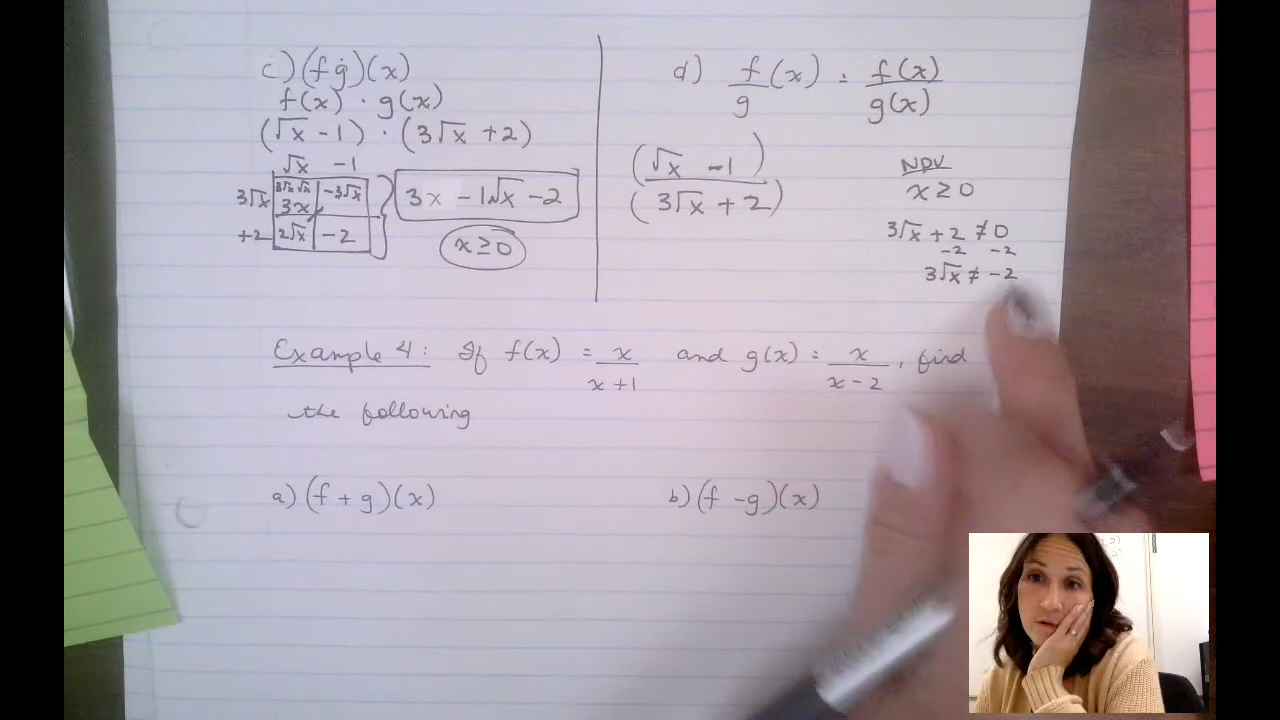 c) (f·g)(x)
f(x) · g(x)
(√x - 1) · (3√x + 2)
√x -1
3√x 3√x√x -3√x
3x
+2 2√x -2
3x - 1√x - 2
x ≥ 0
d) f/g (x) = f(x)/g(x)
(√x - 1)/(3√x + 2)
NPV
x ≥ 0
3√x + 2 ≠ 0
-2 -2
3√x ≠ -2
Example 4: If f(x) = x/(x+1) and g(x) = x/(x-2), find
the following
a) (f + g)(x)
b) (f - g)(x)